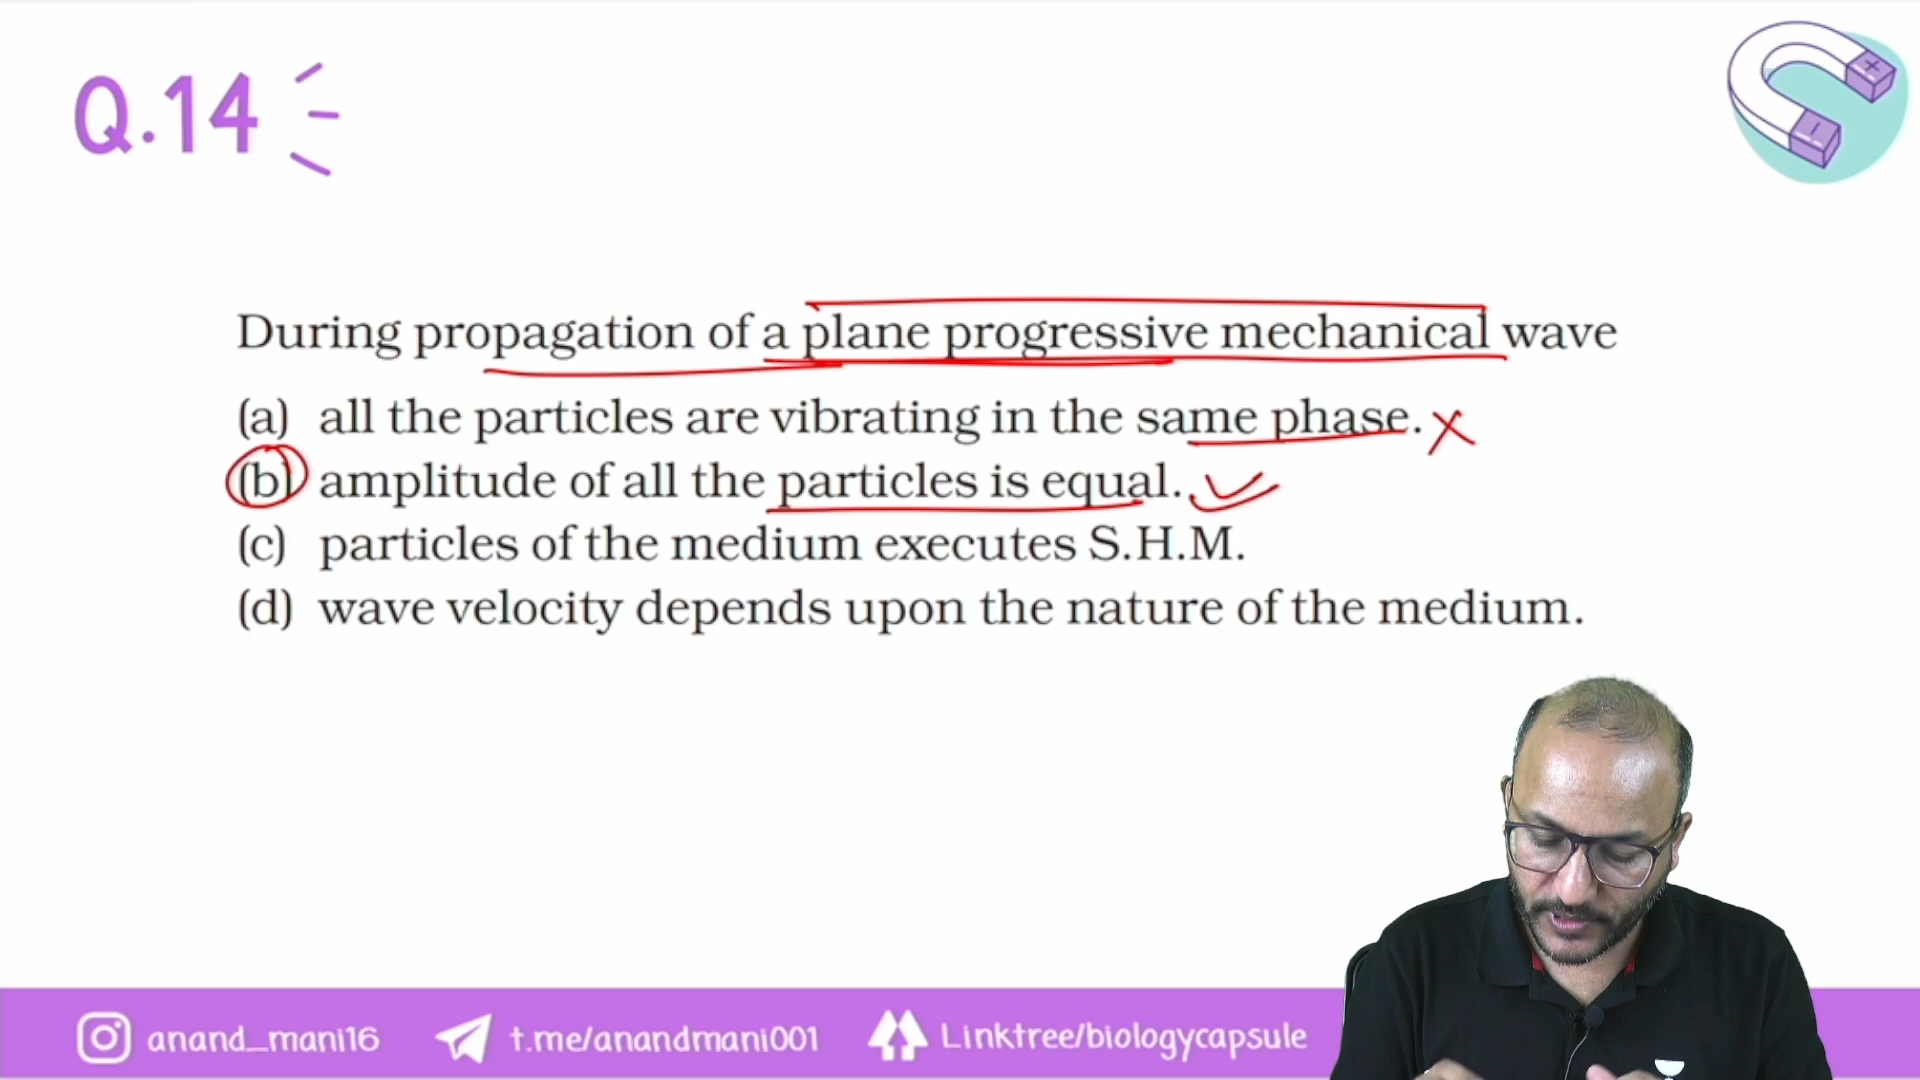 Q.14
During propagation of a plane progressive mechanical wave
(a) all the particles are vibrating in the same phase.
(b) amplitude of all the particles is equal.
(c) particles of the medium executes S.H.M.
(d) wave velocity depends upon the nature of the medium.
anand_mani16 t.me/anandmani001 Linktree/biologycapsule